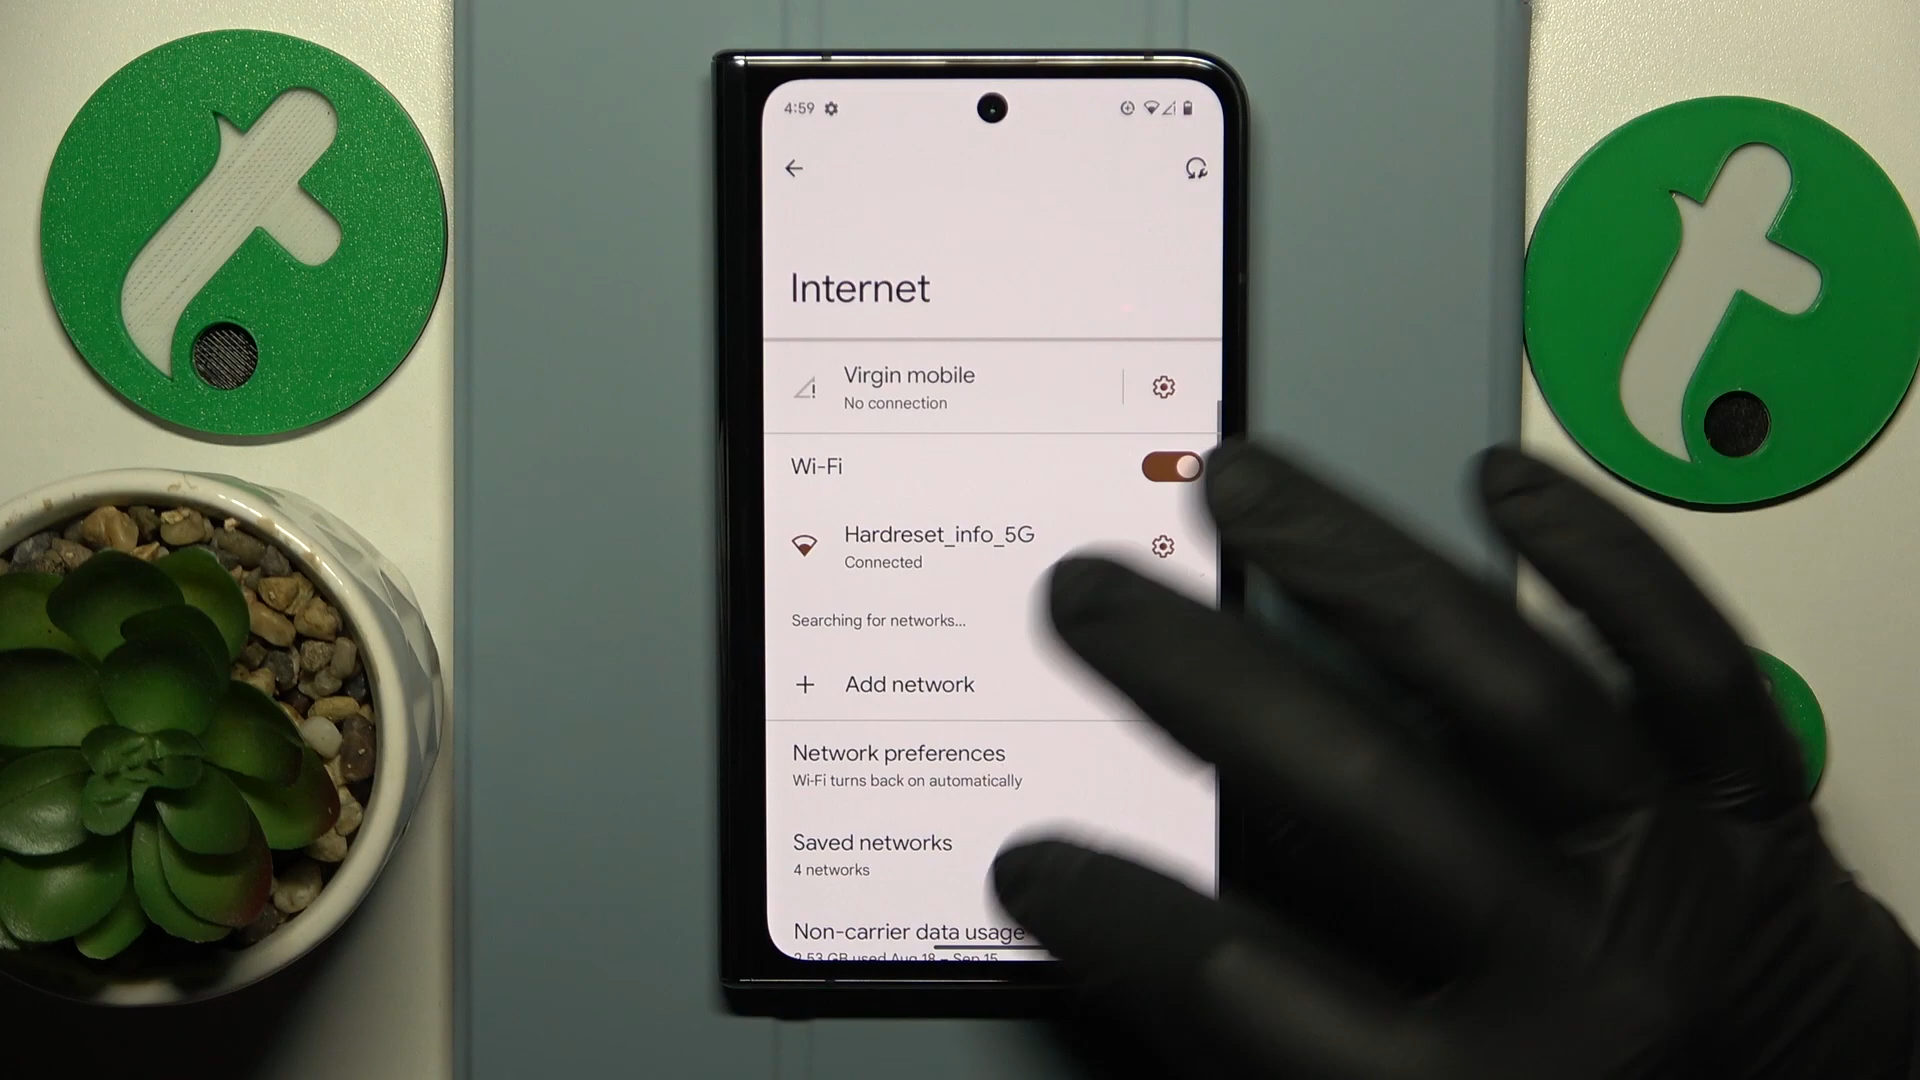 4:59
Internet
Virgin mobile
No connection
Wi-Fi
Hardreset_info_5G
Connected
Searching for networks...
+ Add network
Network preferences
Wi-Fi turns back on automatically
Saved networks
4 networks
Non-carrier data usage
2.53 GB used Aug 18 – Sep 15